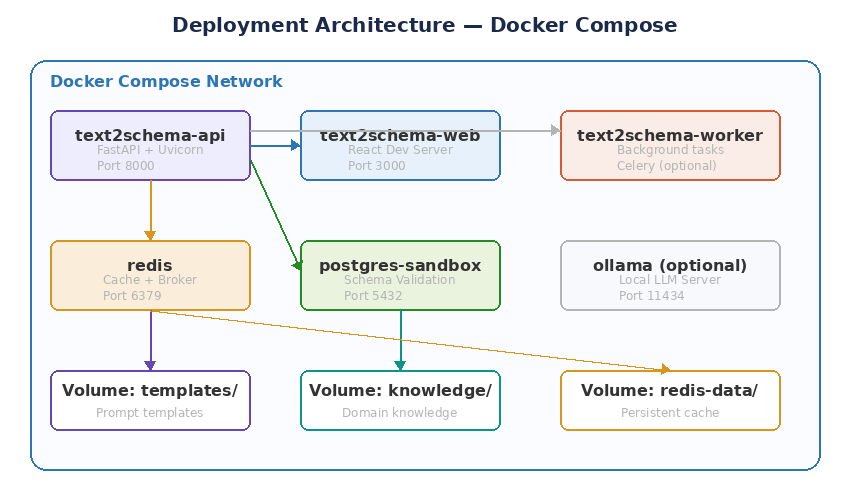 Deployment Architecture — Docker Compose
Docker Compose Network
text2schema-api
FastAPI + Uvicorn
Port 8000
text2schema-web
React Dev Server
Port 3000
text2schema-worker
Background tasks
Celery (optional)
redis
Cache + Broker
Port 6379
postgres-sandbox
Schema Validation
Port 5432
ollama (optional)
Local LLM Server
Port 11434
Volume: templates/
Prompt templates
Volume: knowledge/
Domain knowledge
Volume: redis-data/
Persistent cache